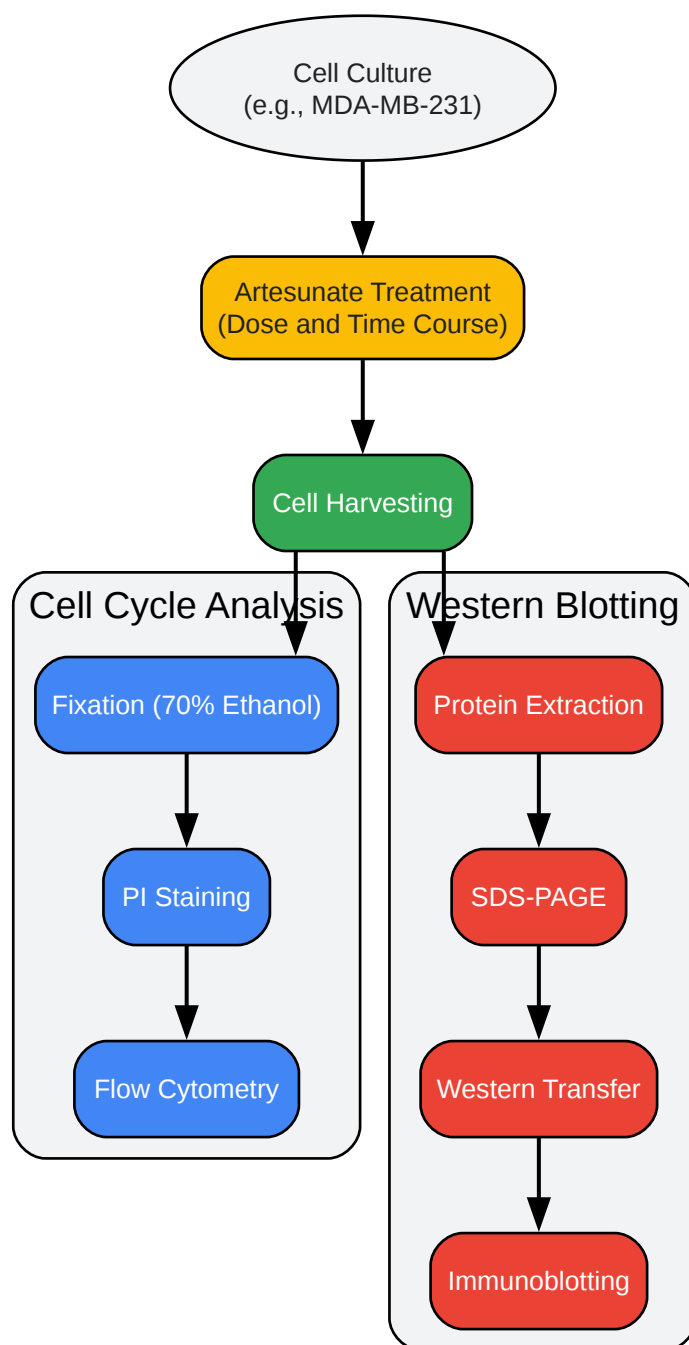 Cell Culture
(e.g., MDA-MB-231)
Artesunate Treatment
(Dose and Time Course)
Cell Harvesting
Cell Cycle Analysis
Fixation (70% Ethanol)
PI Staining
Flow Cytometry
Western Blotting
Protein Extraction
SDS-PAGE
Western Transfer
Immunoblotting